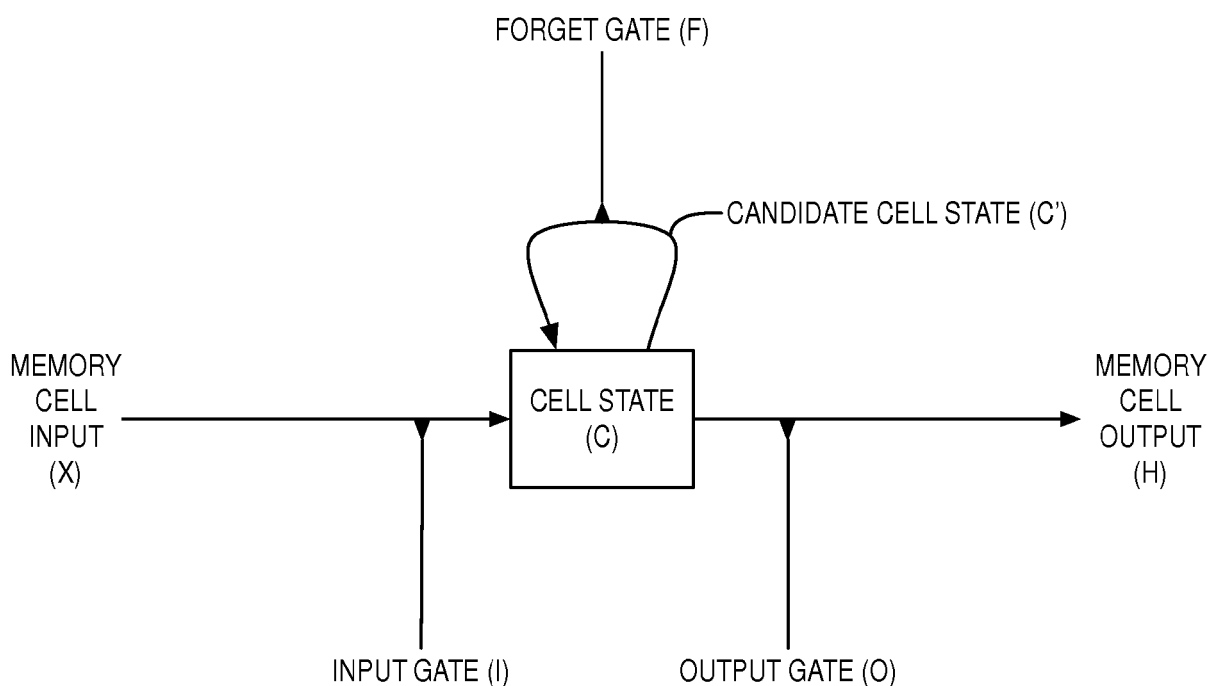 FORGET GATE (F)
CANDIDATE CELL STATE (C’)
MEMORY
CELL
INPUT
(X)
CELL STATE
(C)
MEMORY
CELL
OUTPUT
(H)
INPUT GATE (I)
OUTPUT GATE (O)